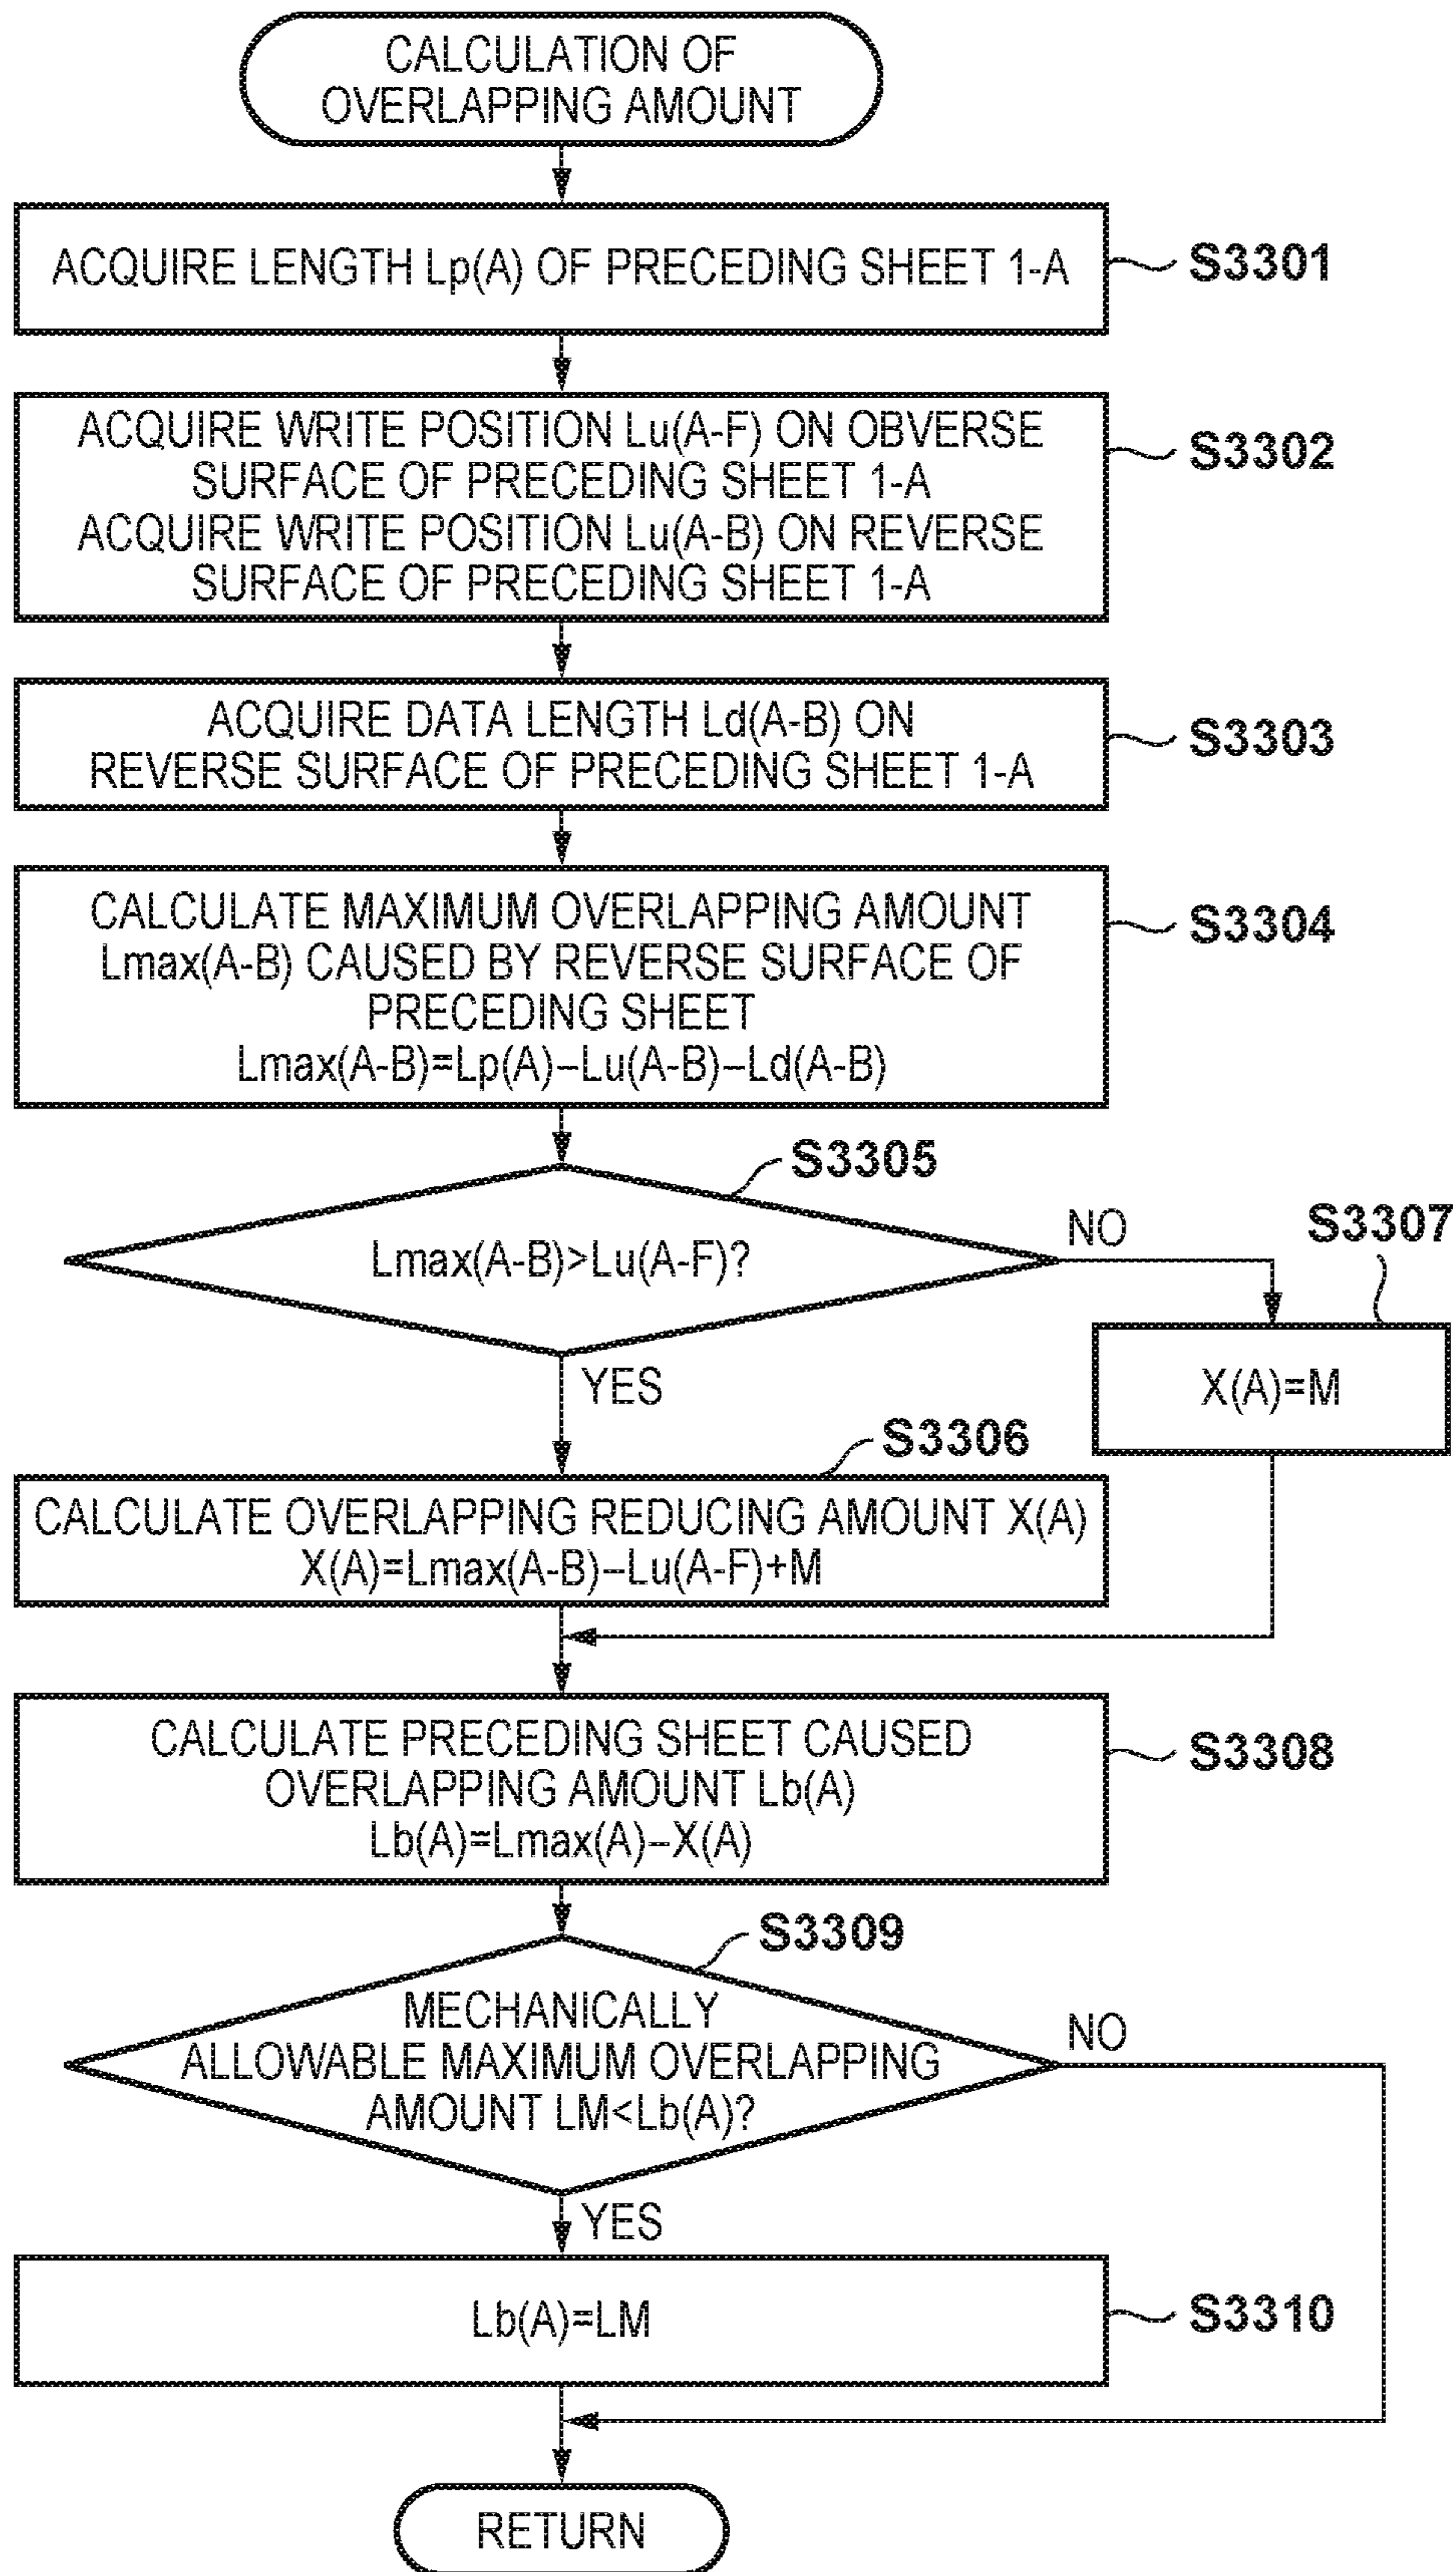 CALCULATION OF
OVERLAPPING AMOUNT
ACQUIRE LENGTH Lp(A) OF PRECEDING SHEET 1-A
S3301
ACQUIRE WRITE POSITION Lu(A-F) ON OBVERSE
SURFACE OF PRECEDING SHEET 1-A
ACQUIRE WRITE POSITION Lu(A-B) ON REVERSE
SURFACE OF PRECEDING SHEET 1-A
S3302
ACQUIRE DATA LENGTH Ld(A-B) ON
REVERSE SURFACE OF PRECEDING SHEET 1-A
S3303
CALCULATE MAXIMUM OVERLAPPING AMOUNT
Lmax(A-B) CAUSED BY REVERSE SURFACE OF
PRECEDING SHEET
Lmax(A-B)=Lp(A)–Lu(A-B)–Ld(A-B)
S3304
S3305
Lmax(A-B)>Lu(A-F)?
NO
S3307
X(A)=M
YES
S3306
CALCULATE OVERLAPPING REDUCING AMOUNT X(A)
X(A)=Lmax(A-B)–Lu(A-F)+M
CALCULATE PRECEDING SHEET CAUSED
OVERLAPPING AMOUNT Lb(A)
Lb(A)=Lmax(A)–X(A)
S3308
S3309
MECHANICALLY
ALLOWABLE MAXIMUM OVERLAPPING
AMOUNT LM<Lb(A)?
NO
YES
Lb(A)=LM
S3310
RETURN